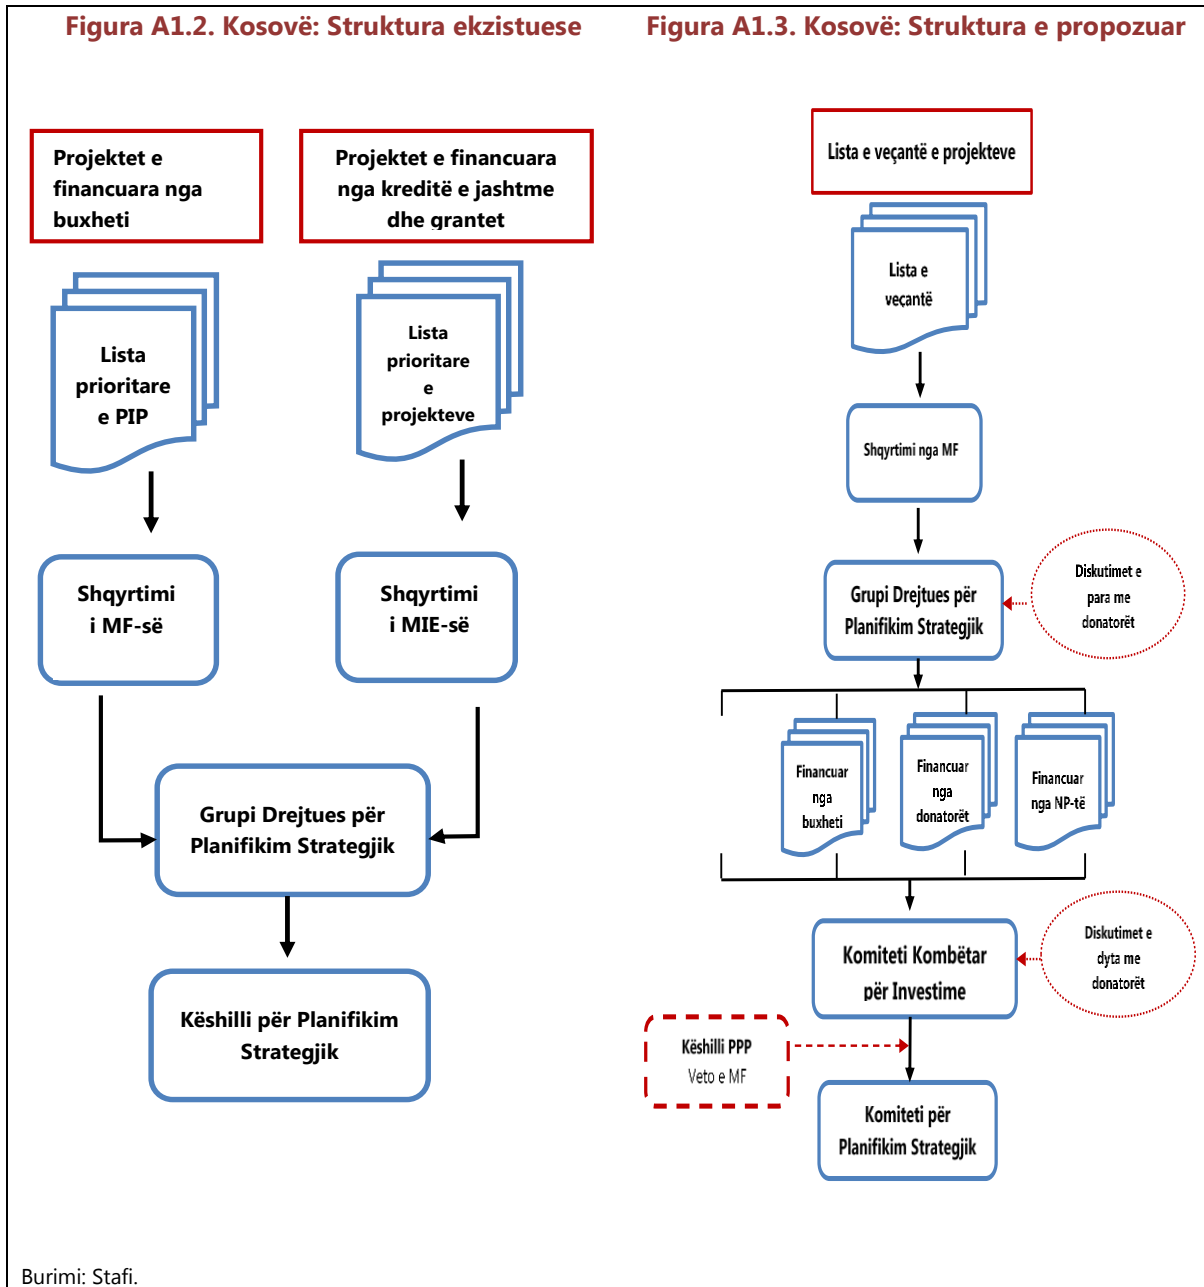 Figura A1.2. Kosovë: Struktura ekzistuese
Projektet e
financuara nga
buxheti
Projektet e financuara
nga kreditë e jashtme
dhe grantet
Lista
prioritare
e PIP
Lista
prioritare
e
projekteve
Shqyrtimi
i MF-së
Shqyrtimi
i MIE-së
Grupi Drejtues për
Planifikim Strategjik
Këshilli për Planifikim
Strategjik
Figura A1.3. Kosovë: Struktura e propozuar
Lista e veçantë e projekteve
Lista e
veçantë
Shqyrtimi nga MF
Grupi Drejtues për
Planifikim Strategjik
Diskutimet e
para me
donatorët
Financuar
nga
buxheti
Financuar
nga
donatorët
Financuar
nga NP-të
Komiteti Kombëtar
për Investime
Diskutimet e
dyta me
donatorët
Këshilli PPP
Veto e MF
Komiteti për
Planifikim Strategjik
Burimi: Stafi.